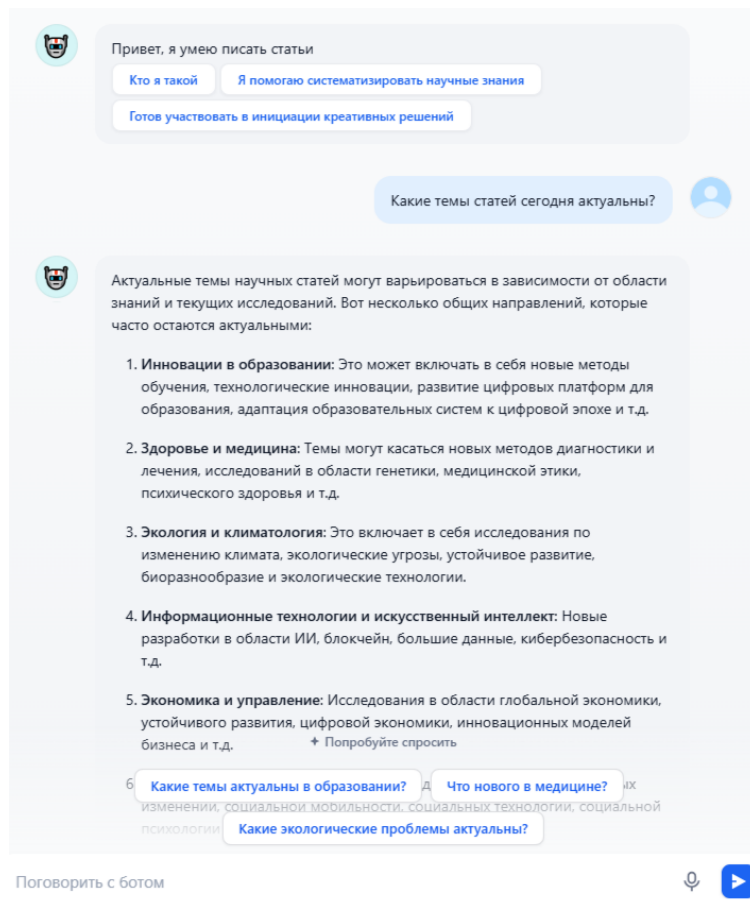 Привет, я умею писать статьи
Кто я такой
Я помогаю систематизировать научные знания
Готов участвовать в инициации креативных решений
Какие темы статей сегодня актуальны?
Актуальные темы научных статей могут варьироваться в зависимости от области
знаний и текущих исследований. Вот несколько общих направлений, которые
часто остаются актуальными:
1. Инновации в образовании: Это может включать в себя новые методы
обучения, технологические инновации, развитие цифровых платформ для
образования, адаптация образовательных систем к цифровой эпохе и т.д.
2. Здоровье и медицина: Темы могут касаться новых методов диагностики и
лечения, исследований в области генетики, медицинской этики,
психического здоровья и т.д.
3. Экология и климатология: Это включает в себя исследования по
изменению климата, экологические угрозы, устойчивое развитие,
биоразнообразие и экологические технологии.
4. Информационные технологии и искусственный интеллект: Новые
разработки в области ИИ, блокчейн, большие данные, кибербезопасность и
т.д.
5. Экономика и управление: Исследования в области глобальной экономики,
устойчивого развития, цифровой экономики, инновационных моделей
бизнеса и т.д.
Попробуйте спросить
6
Какие темы актуальны в образовании?
Что нового в медицине?
изменений, социальной мобильности, социальных технологий, социальной
психологии
Какие экологические проблемы актуальны?
Поговорить с ботом